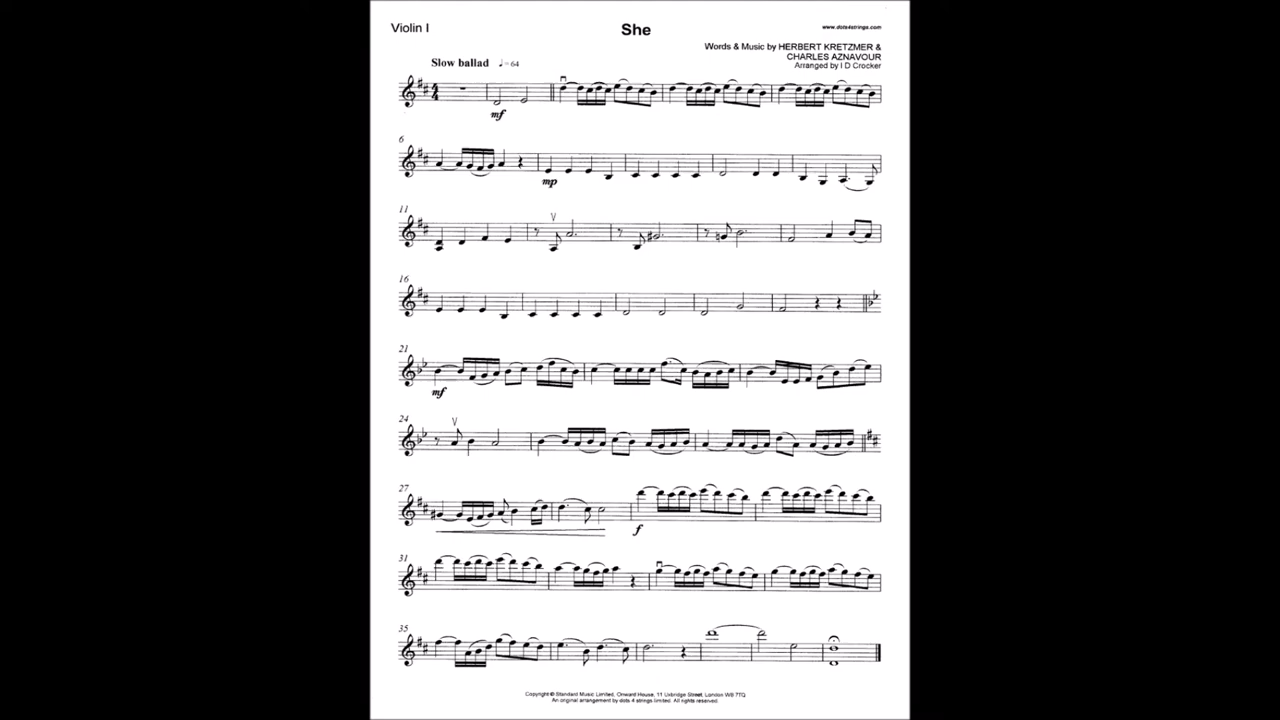 Violin I
She
www.dots4strings.com
Words & Music by HERBERT KRETZMER &
CHARLES AZNAVOUR
Arranged by I D Crocker
Slow ballad ♩=64
mf
6
mp
11
16
21
mf
24
27
f
31
35
Copyright © Standard Music Limited, Onward House, 11 Uxbridge Street, London W8 7TQ
An original arrangement by dots 4 strings limited. All rights reserved.